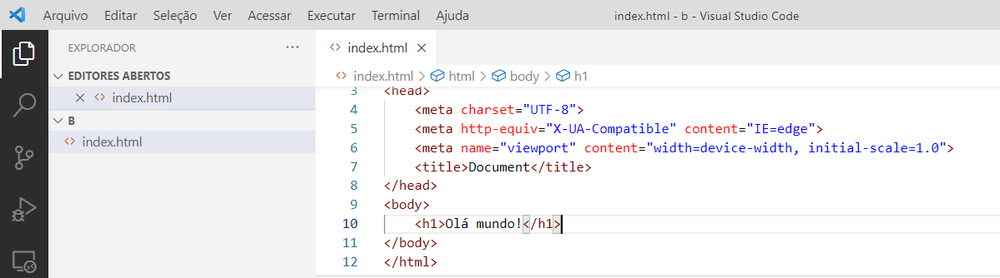 Arquivo Editar Seleção Ver Acessar Executar Terminal Ajuda index.html - b - Visual Studio Code
EXPLORADOR ···
EDITORES ABERTOS
index.html
B
index.html
index.html
index.html > html > body > h1
3 <head>
4 <meta charset="UTF-8">
5 <meta http-equiv="X-UA-Compatible" content="IE=edge">
6 <meta name="viewport" content="width=device-width, initial-scale=1.0">
7 <title>Document</title>
8 </head>
9 <body>
10 <h1>Olá mundo!</h1>
11 </body>
12 </html>